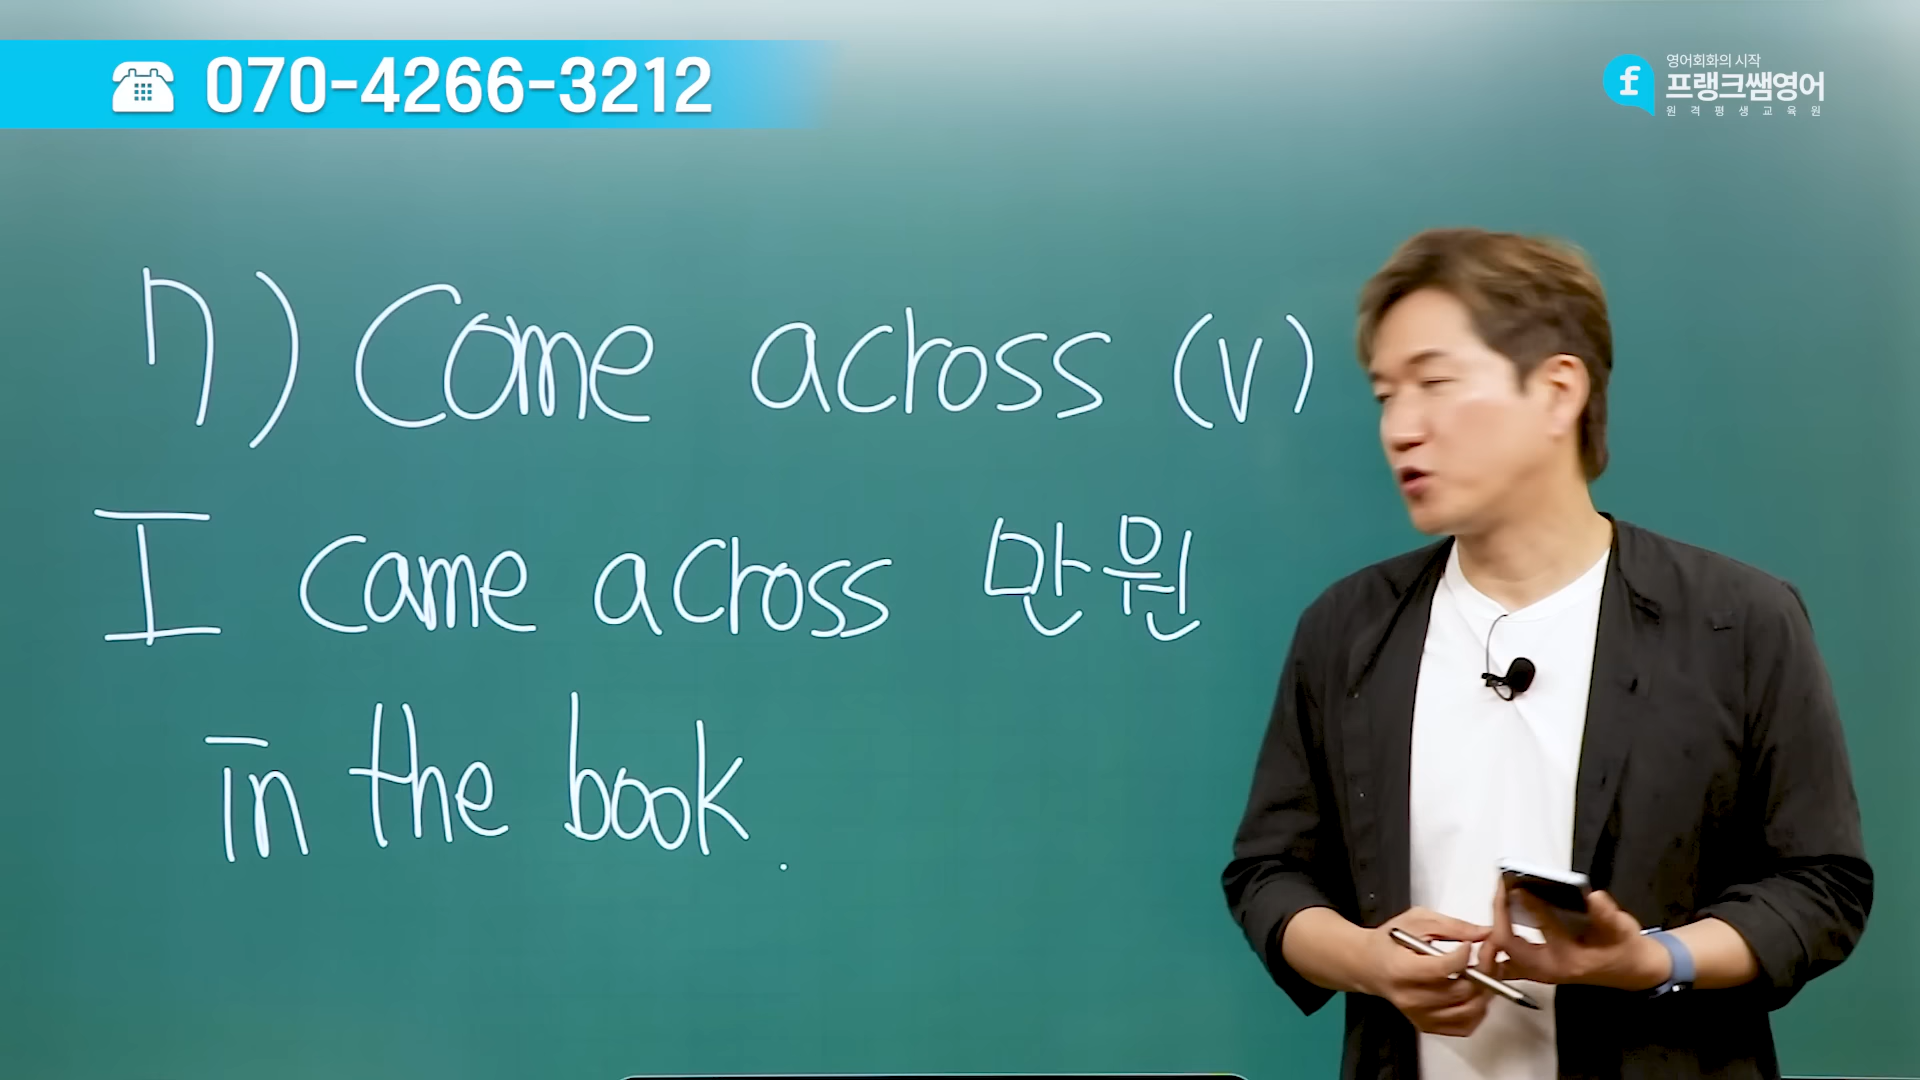 070-4266-3212
영어회화의 시작
프랭크쌤영어
원격평생교육원
7) Come across (v)
I came across 만원
in the book.